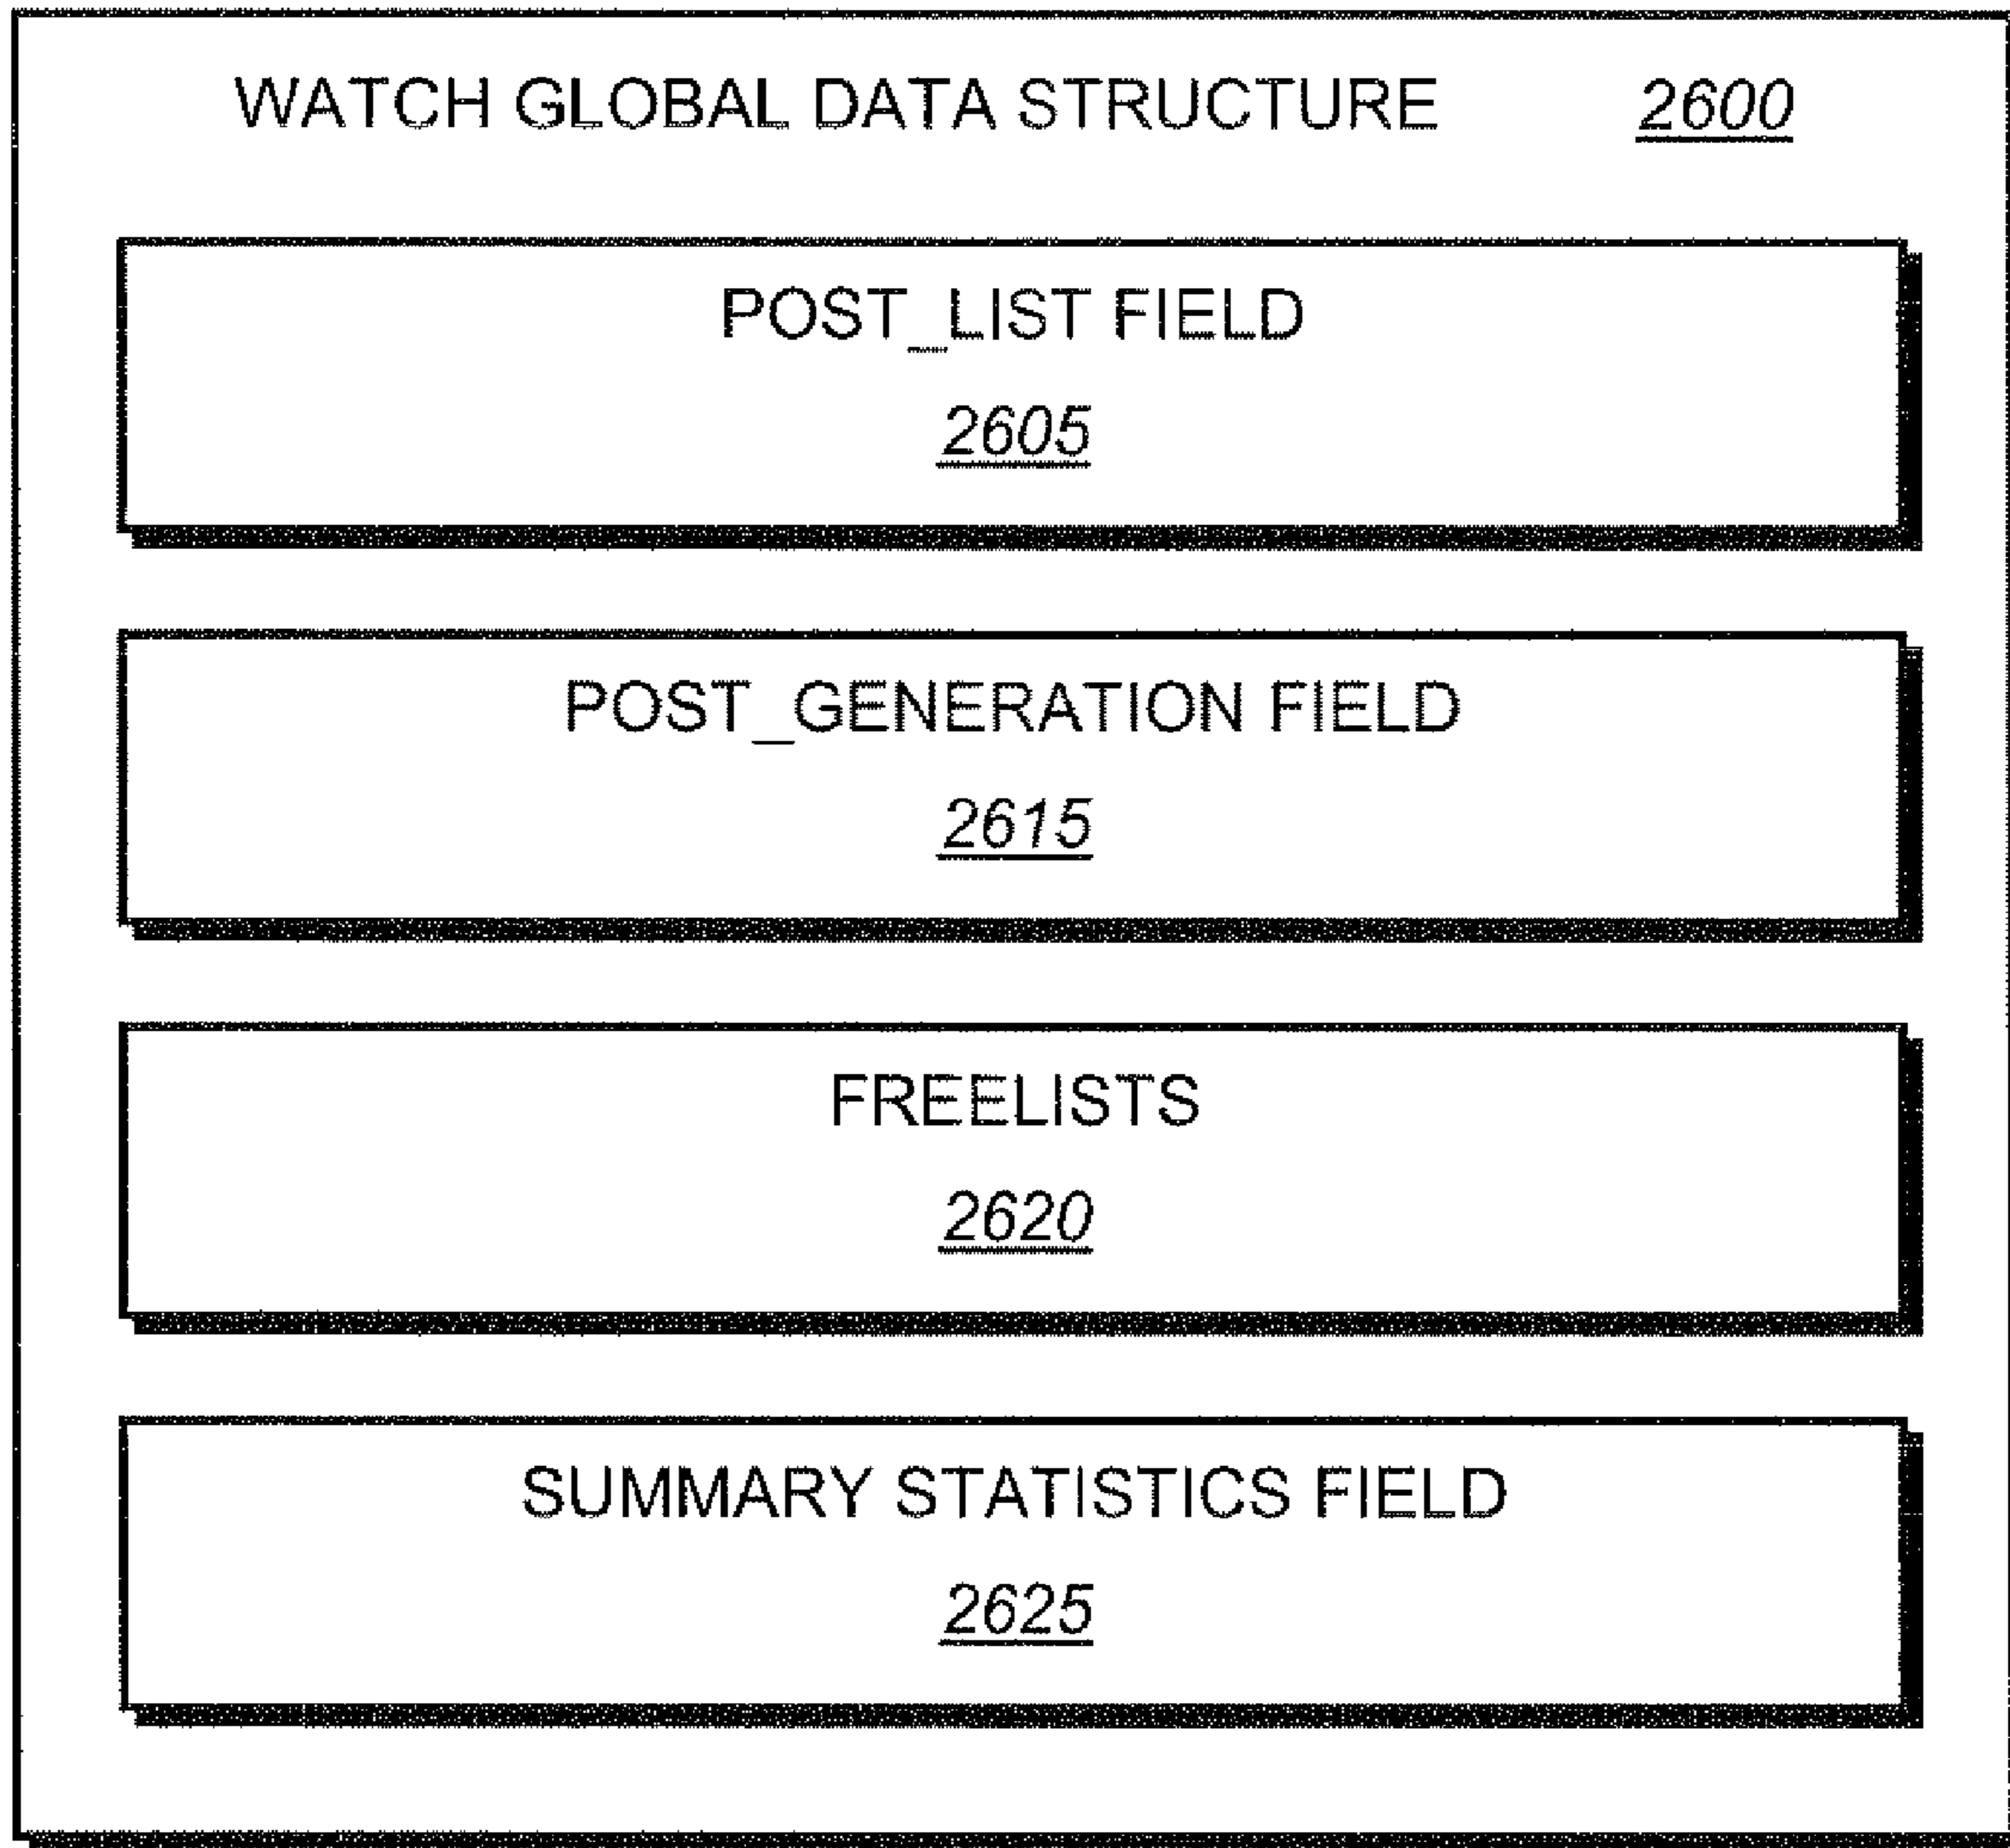 WATCH GLOBAL DATA STRUCTURE 2600
POST_LIST FIELD
2605
POST_GENERATION FIELD
2615
FREELISTS
2620
SUMMARY STATISTICS FIELD
2625